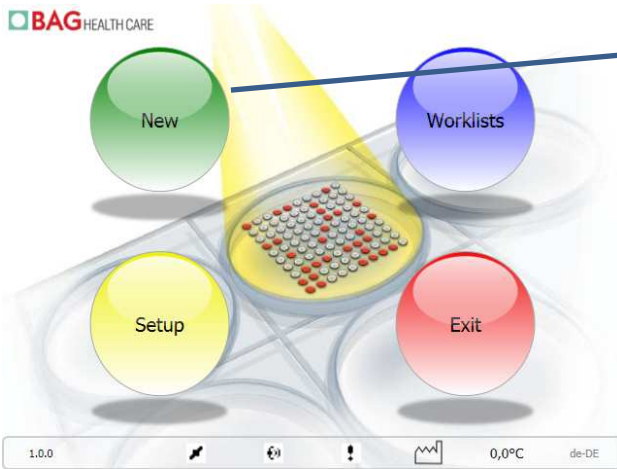 BAG HEALTH CARE
New
Worklists
Setup
Exit
1.0.0
0,0°C
de-DE